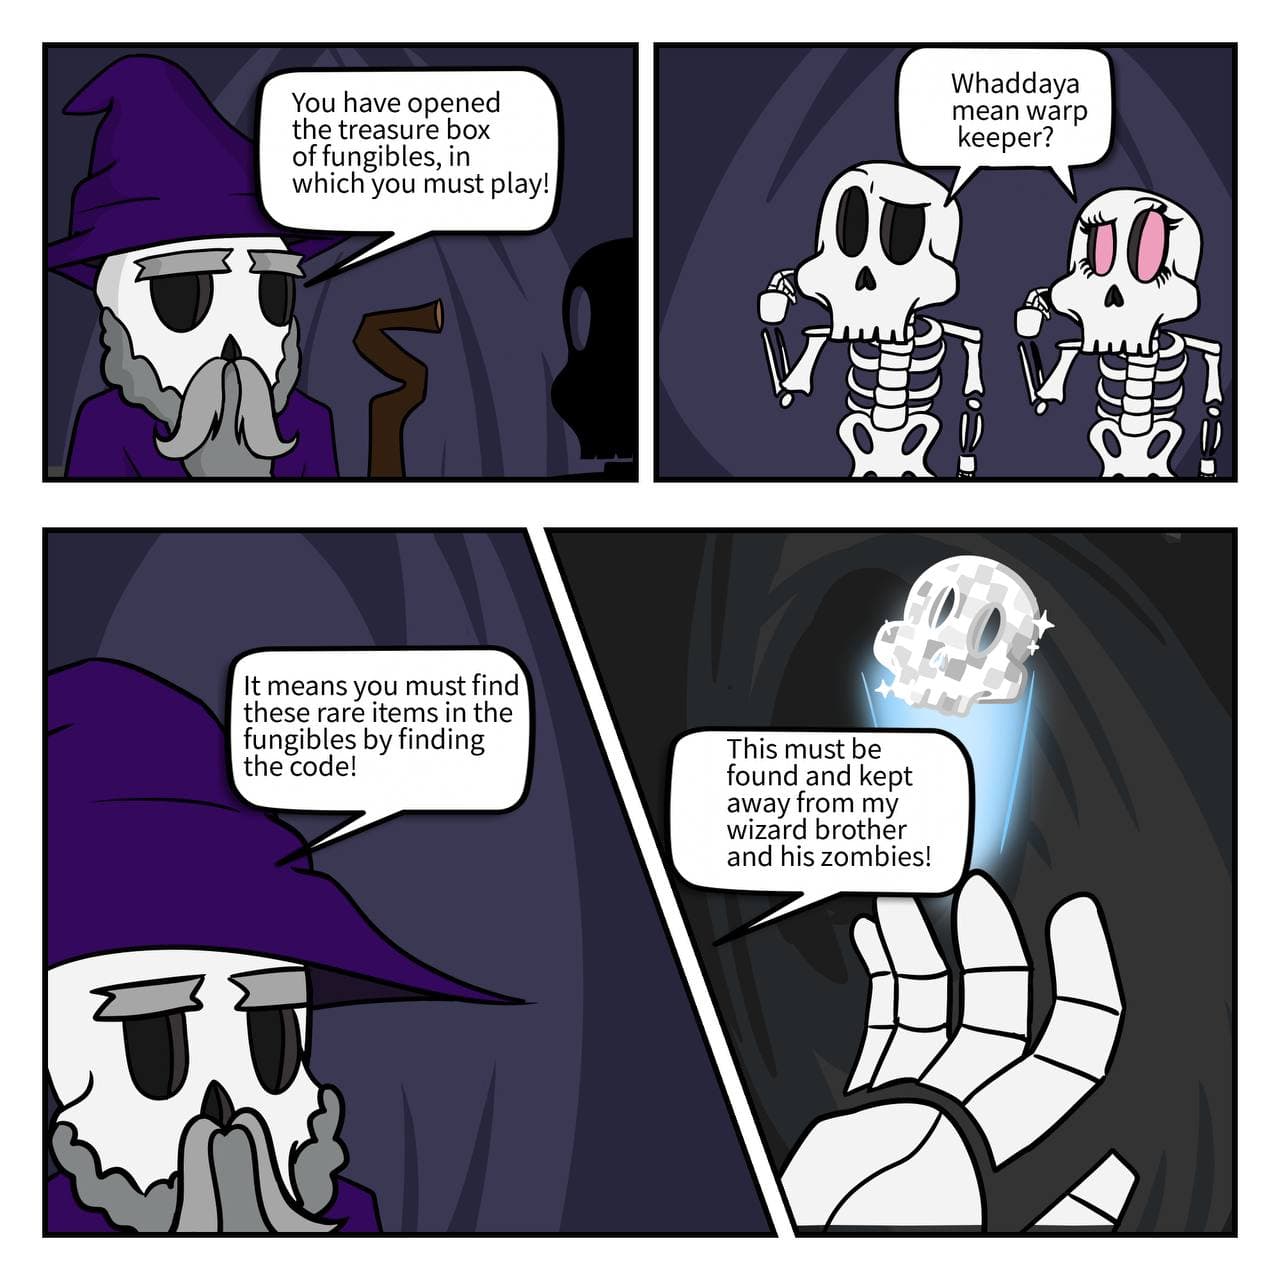 You have opened
the treasure box
of fungibles, in
which you must play!
Whaddaya
mean warp
keeper?
It means you must find
these rare items in the
fungibles by finding
the code!
This must be
found and kept
away from my
wizard brother
and his zombies!